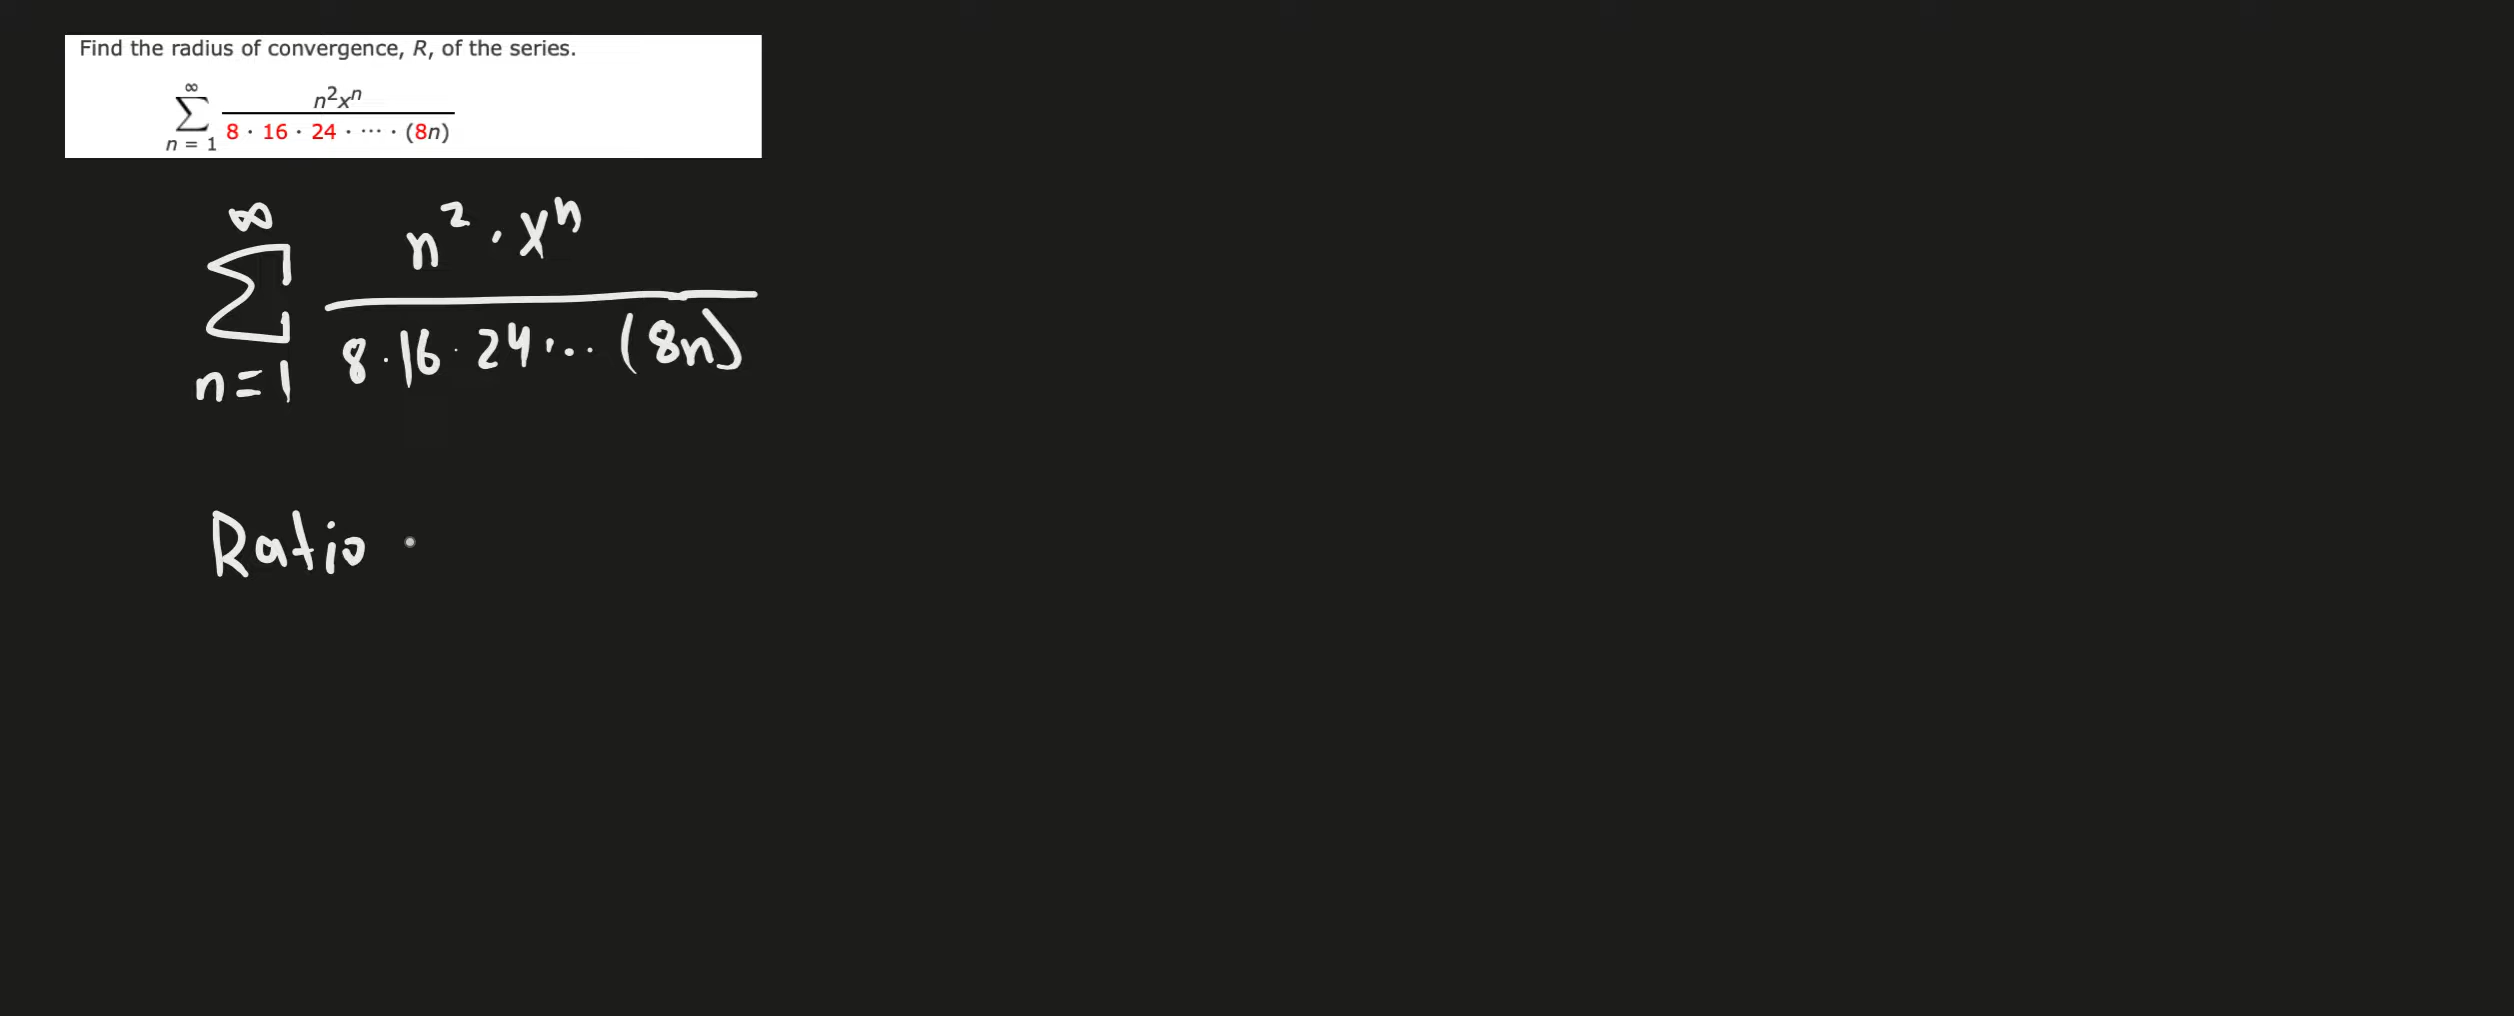 Find the radius of convergence, R, of the series.
∞
∑
n = 1
n²xⁿ
8 · 16 · 24 · ⋯ · (8n)
∞
∑
n=1
n² · xⁿ
8 · 16 · 24 ... (8n)
Ratio